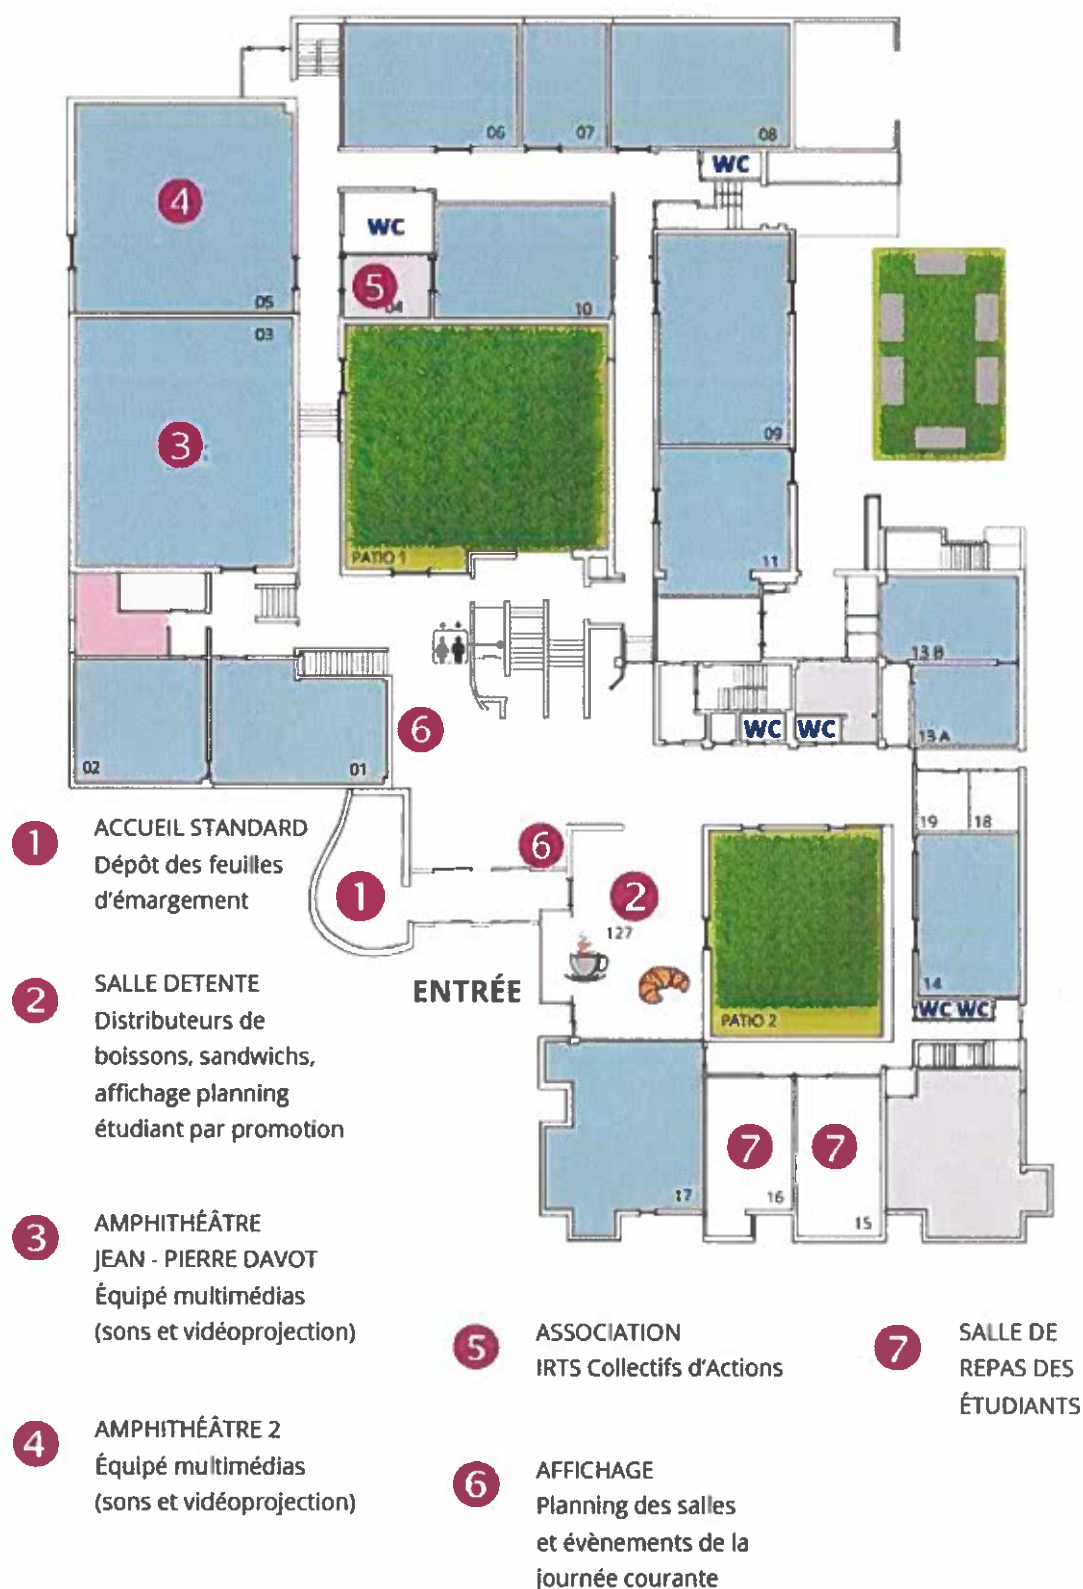 06
07
08
WC
4
WC
5
04
10
05
03
3
09
PATIO 1
11
13 B
6
WC
WC
13 A
02
01
19
18
1
ACCUEIL STANDARD
Dépôt des feuilles
d'émargement
6
1
2
127
ENTRÉE
14
WC WC
PATIO 2
2
SALLE DETENTE
Distributeurs de
boissons, sandwichs,
affichage planning
étudiant par promotion
7
7
17
16
15
3
AMPHITHÉÂTRE
JEAN - PIERRE DAVOT
Équipé multimédias
(sons et vidéoprojection)
4
AMPHITHÉÂTRE 2
Équipé multimédias
(sons et vidéoprojection)
5
ASSOCIATION
IRTS Collectifs d'Actions
6
AFFICHAGE
Planning des salles
et évènements de la
journée courante
7
SALLE DE
REPAS DES
ÉTUDIANTS